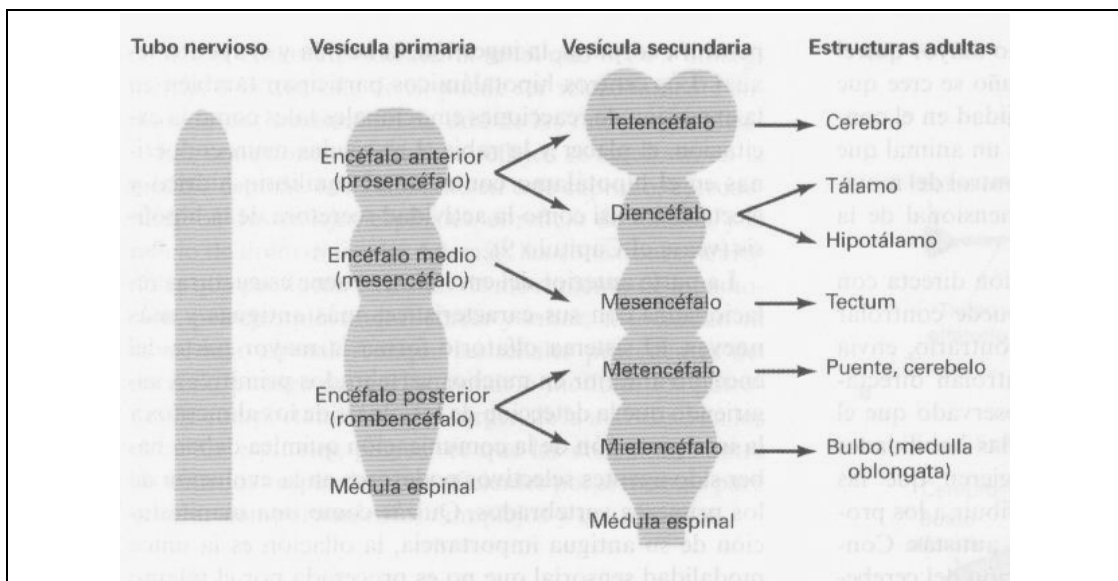 Tubo nervioso
Vesícula primaria
Vesícula secundaria
Estructuras adultas
Encéfalo anterior
(prosencéfalo)
Encéfalo medio
(mesencéfalo)
Encéfalo posterior
(rombencéfalo)
Médula espinal
Telencéfalo
Diencéfalo
Mesencéfalo
Metencéfalo
Mielencéfalo
Médula espinal
Cerebro
Tálamo
Hipotálamo
Tectum
Puente, cerebelo
Bulbo (medulla
oblongata)